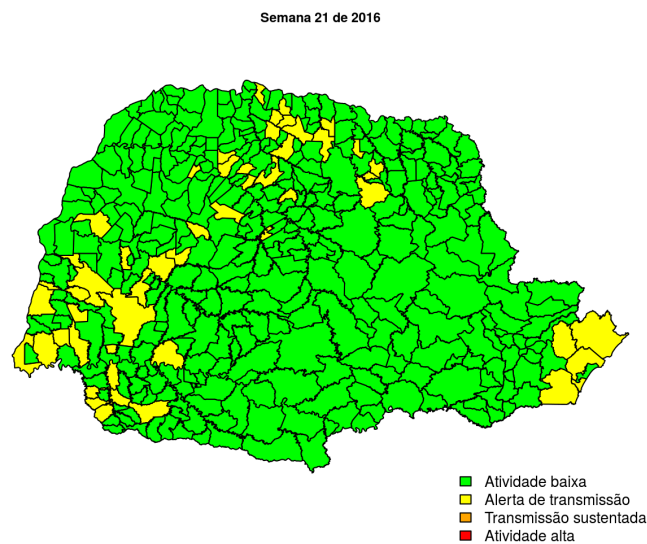 Semana 21 de 2016
Atividade baixa
Alerta de transmissão
Transmissão sustentada
Atividade alta